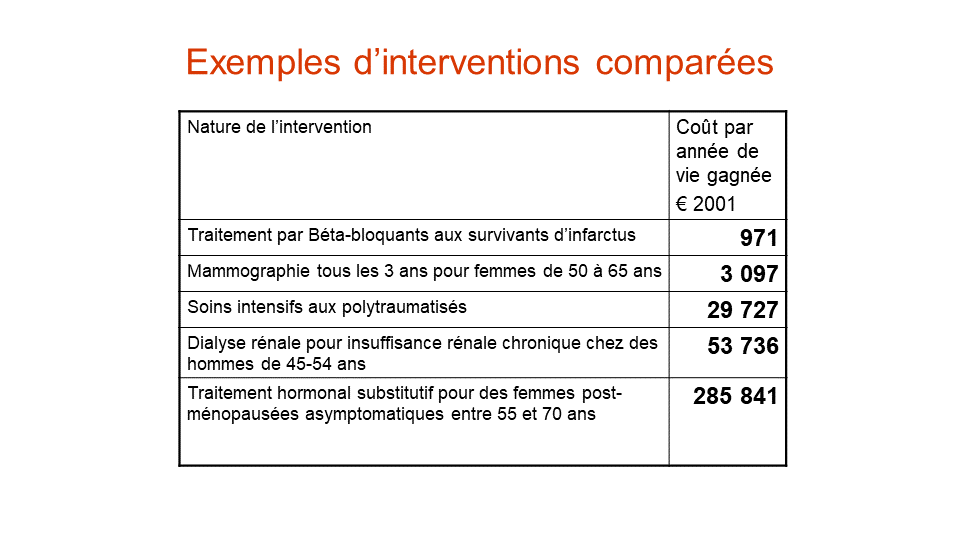 Exemples d’interventions comparées
Nature de l’intervention
Coût par
année de
vie gagnée
€ 2001
Traitement par Béta-bloquants aux survivants d’infarctus
971
Mammographie tous les 3 ans pour femmes de 50 à 65 ans
3 097
Soins intensifs aux polytraumatisés
29 727
Dialyse rénale pour insuffisance rénale chronique chez des
hommes de 45-54 ans
53 736
Traitement hormonal substitutif pour des femmes post-
ménopausées asymptomatiques entre 55 et 70 ans
285 841